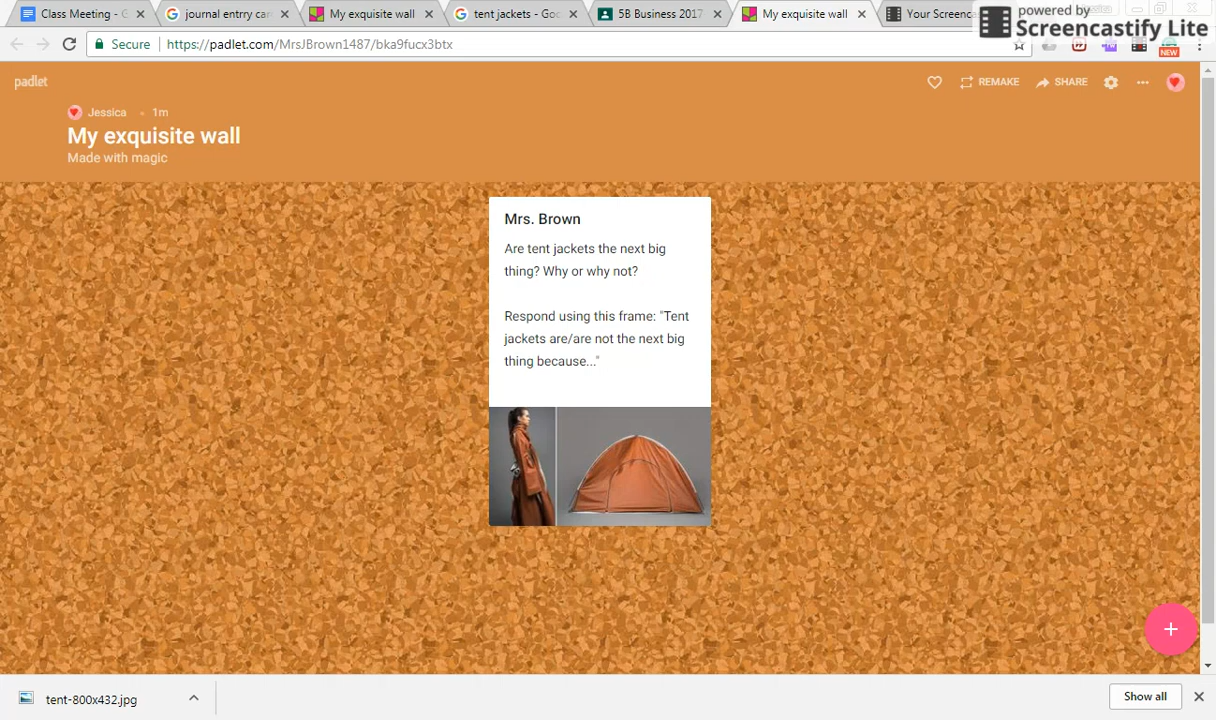 Class Meeting - G
journal entrry car
My exquisite wall
tent jackets - Goo
5B Business 2017
My exquisite wall
Your Screenca
powered by
Screencastify Lite
Secure
https://padlet.com/MrsJBrown1487/bka9fucx3btx
NEW
padlet
REMAKE
SHARE
Jessica • 1m
My exquisite wall
Made with magic
Mrs. Brown
Are tent jackets the next big
thing? Why or why not?
Respond using this frame: "Tent
jackets are/are not the next big
thing because..."
tent-800x432.jpg
Show all